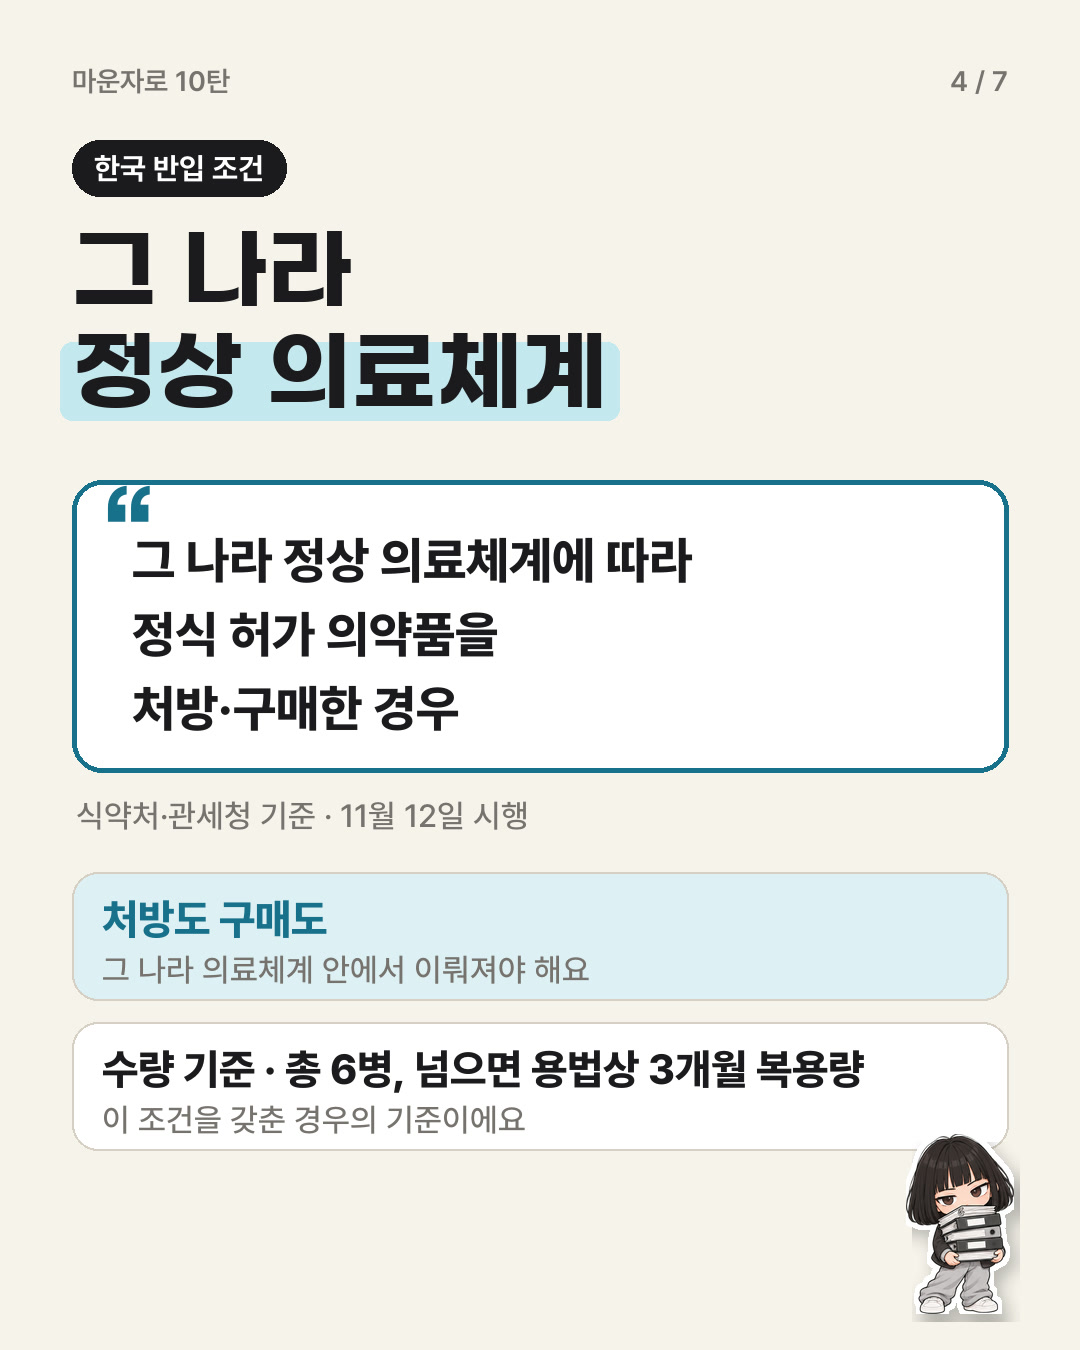 마운자로 10탄
4 / 7
한국 반입 조건
그 나라
정상 의료체계
“
그 나라 정상 의료체계에 따라
정식 허가 의약품을
처방·구매한 경우
식약처·관세청 기준 · 11월 12일 시행
처방도 구매도
그 나라 의료체계 안에서 이뤄져야 해요
수량 기준 · 총 6병, 넘으면 용법상 3개월 복용량
이 조건을 갖춘 경우의 기준이에요